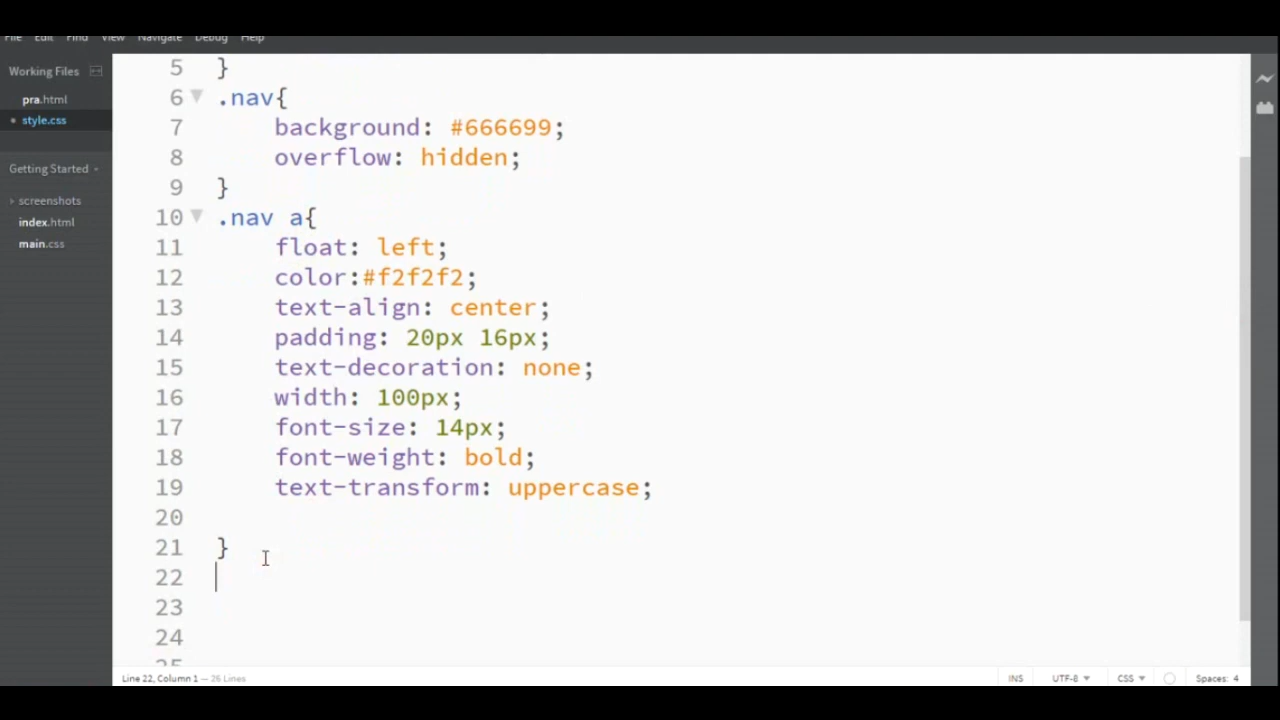 File Edit Find View Navigate Debug Help
Working Files
pra.html
style.css
Getting Started
screenshots
index.html
main.css
5 }
6 .nav{
7 background: #666699;
8 overflow: hidden;
9 }
10 .nav a{
11 float: left;
12 color:#f2f2f2;
13 text-align: center;
14 padding: 20px 16px;
15 text-decoration: none;
16 width: 100px;
17 font-size: 14px;
18 font-weight: bold;
19 text-transform: uppercase;
20
21 }
22
23
24
25
Line 22, Column 1 — 26 Lines INS UTF-8 CSS Spaces: 4